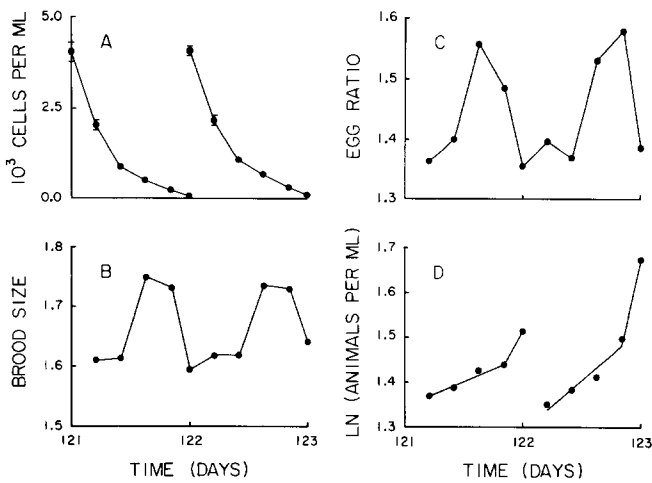 A
10³ CELLS PER ML
5.0
2.5
0.0
121
122
123
C
EGG RATIO
1.6
1.5
1.4
1.3
B
BROOD SIZE
1.8
1.7
1.6
1.5
121
122
123
TIME (DAYS)
D
LN (ANIMALS PER ML)
1.7
1.6
1.5
1.4
1.3
121
122
123
TIME (DAYS)